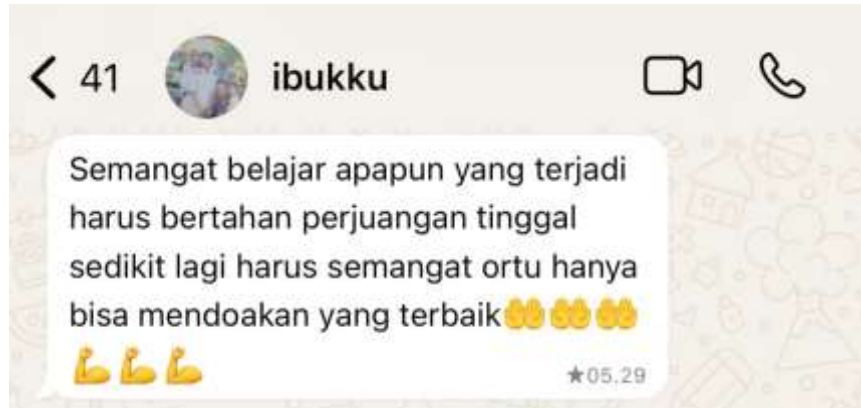 41 ibukku
Semangat belajar apapun yang terjadi
harus bertahan perjuangan tinggal
sedikit lagi harus semangat ortu hanya
bisa mendoakan yang terbaik🤲🤲🤲
💪💪💪 ★05.29